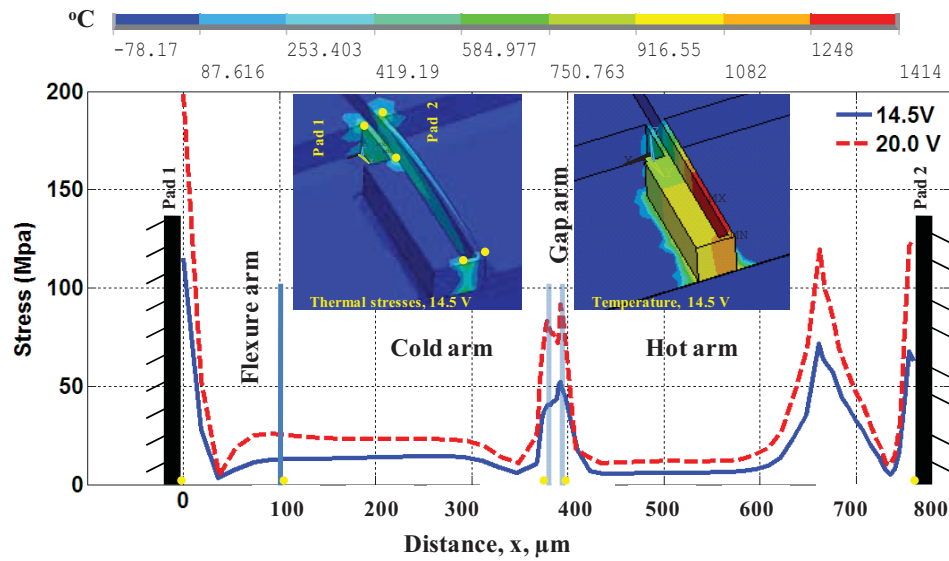 °C
-78.17 253.403 584.977 916.55 1248
87.616 419.19 750.763 1082 1414
200
150
100
50
0
Stress (Mpa)
Pad 1
Flexure arm
Pad 1
Pad 2
Thermal stresses, 14.5 V
Cold arm
Gap arm
Temperature, 14.5 V
Hot arm
14.5V
20.0 V
Pad 2
0 100 200 300 400 500 600 700 800
Distance, x, μm